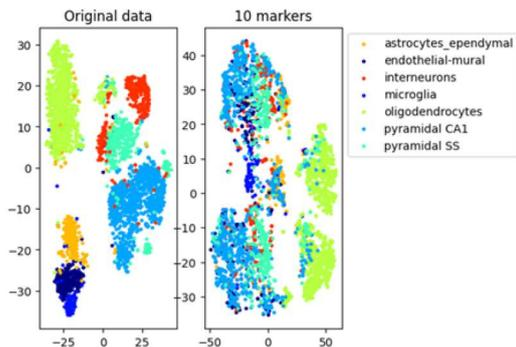 Original data
10 markers
30
20
10
0
−10
−20
−30
−25
0
25
40
30
20
10
0
−10
−20
−30
−50
0
50
astrocytes_ependymal
endothelial-mural
interneurons
microglia
oligodendrocytes
pyramidal CA1
pyramidal SS